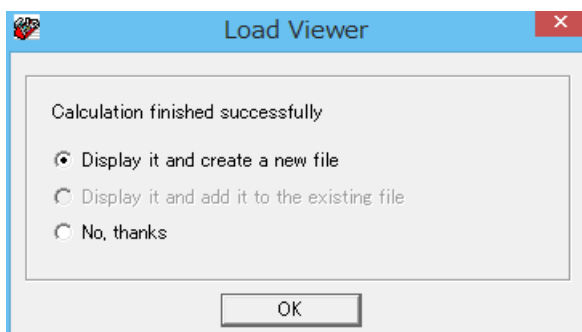 Load Viewer
Calculation finished successfully
Display it and create a new file
Display it and add it to the existing file
No, thanks
OK